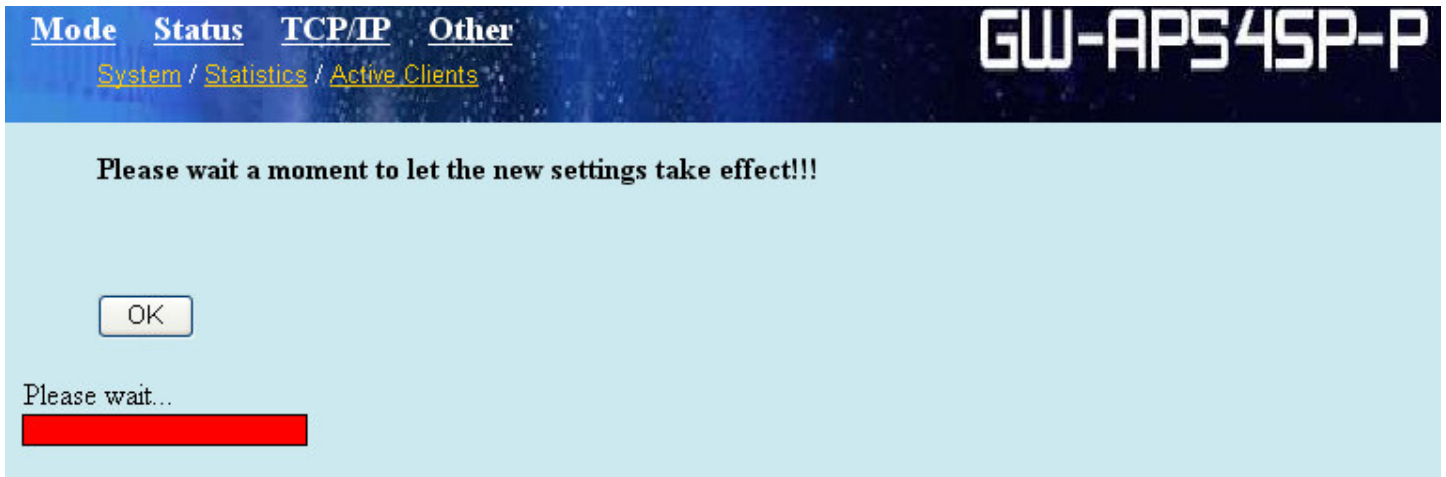 Mode Status TCP/IP Other
System / Statistics / Active Clients
GW-AP54SP-P
Please wait a moment to let the new settings take effect!!!
OK
Please wait...